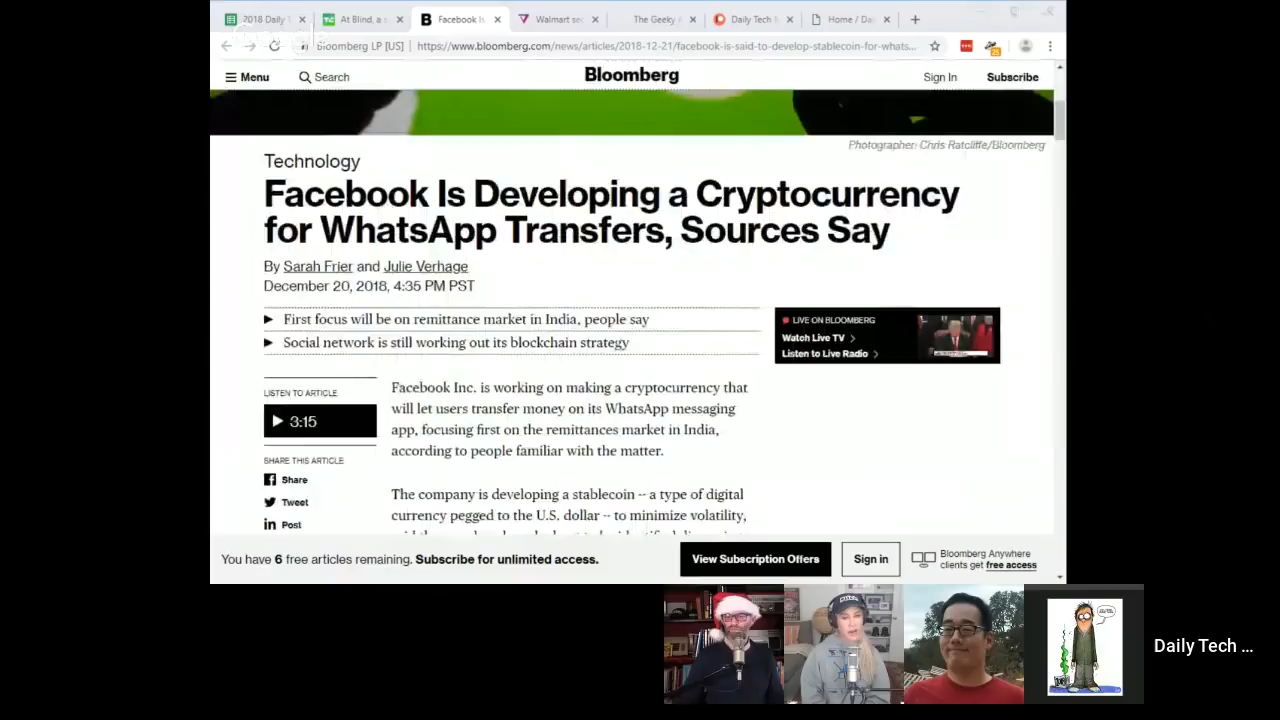 2018 Daily T
At Blind, a s
Facebook Is
Walmart sec
The Geeky
Daily Tech N
Home / Dai
Google
Bloomberg LP [US]
https://www.bloomberg.com/news/articles/2018-12-21/facebook-is-said-to-develop-stablecoin-for-whats...
25
Menu
Search
Bloomberg
Sign In
Subscribe
Photographer: Chris Ratcliffe/Bloomberg
Technology
Facebook Is Developing a Cryptocurrency
for WhatsApp Transfers, Sources Say
By Sarah Frier and Julie Verhage
December 20, 2018, 4:35 PM PST
First focus will be on remittance market in India, people say
Social network is still working out its blockchain strategy
LIVE ON BLOOMBERG
Watch Live TV
Listen to Live Radio
LISTEN TO ARTICLE
3:15
SHARE THIS ARTICLE
Share
Tweet
Post
Facebook Inc. is working on making a cryptocurrency that
will let users transfer money on its WhatsApp messaging
app, focusing first on the remittances market in India,
according to people familiar with the matter.
The company is developing a stablecoin -- a type of digital
currency pegged to the U.S. dollar -- to minimize volatility,
You have 6 free articles remaining. Subscribe for unlimited access.
View Subscription Offers
Sign in
Bloomberg Anywhere
clients get free access
Daily Tech ...